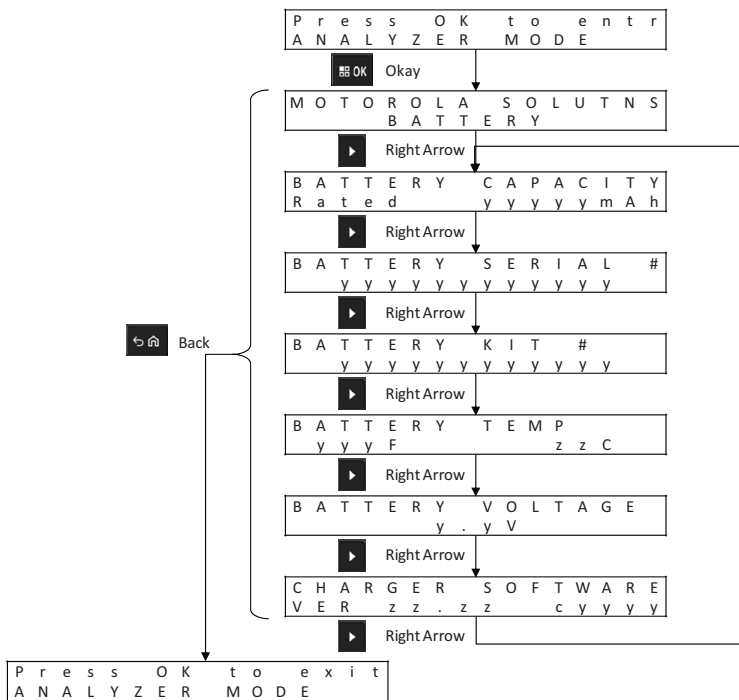 Press OK to entr
ANALYZER MODE
OK Okay
MOTOROLA SOLUTNS
BATTERY
Right Arrow
BATTERY CAPACITY
Rated yyyyymAh
Right Arrow
BATTERY SERIAL #
yyyyyyyyyyyy
Right Arrow
Back
BATTERY KIT #
yyyyyyyyyyyy
Right Arrow
BATTERY TEMP
yyyF zzC
Right Arrow
BATTERY VOLTAGE
y.yV
Right Arrow
CHARGER SOFTWARE
VER zz.zz cyyyy
Right Arrow
Press OK to exit
ANALYZER MODE